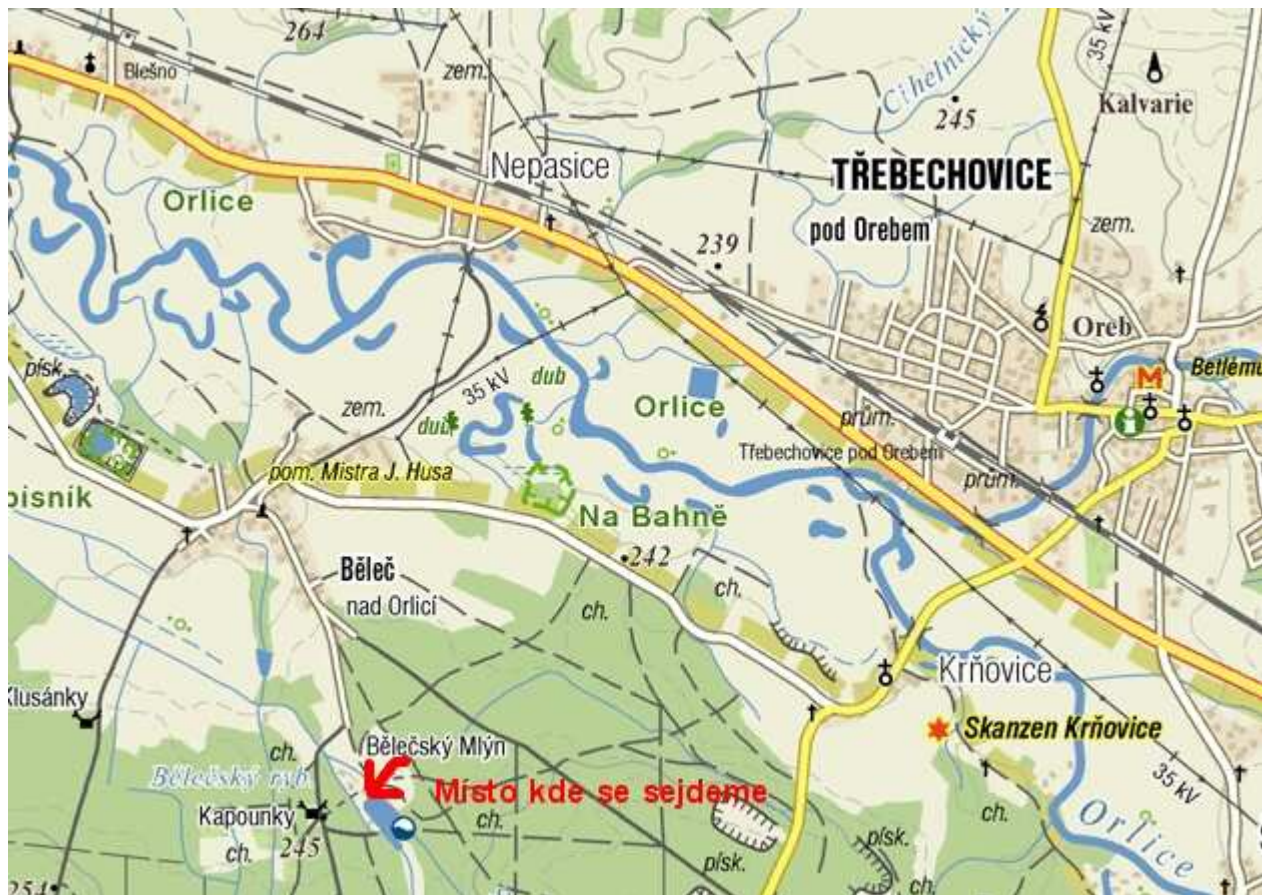 264
Blešno
zem.
Cihelnický
35 kV
Kalvarie
245
Nepasice
TŘEBECHOVICE
pod Orebem
Orlice
zem.
239
Oreb
M
Betlému
písk.
dub
35 kV
Orlice
dub
zem.
prům.
Třebechovice pod Orebem
pom. Mistra J. Husa
prům.
písník
Na Bahně
242
Běleč
nad Orlicí
ch.
ch.
Krňovice
Klusánky
Skanzen Krňovice
ch.
Bělečský Mlýn
Bělečský ryb.
Místo kde se sejdeme
35 kV
Kapounky
ch.
ch.
Orlice
ch.
245
písk.
písk.
254
ch.